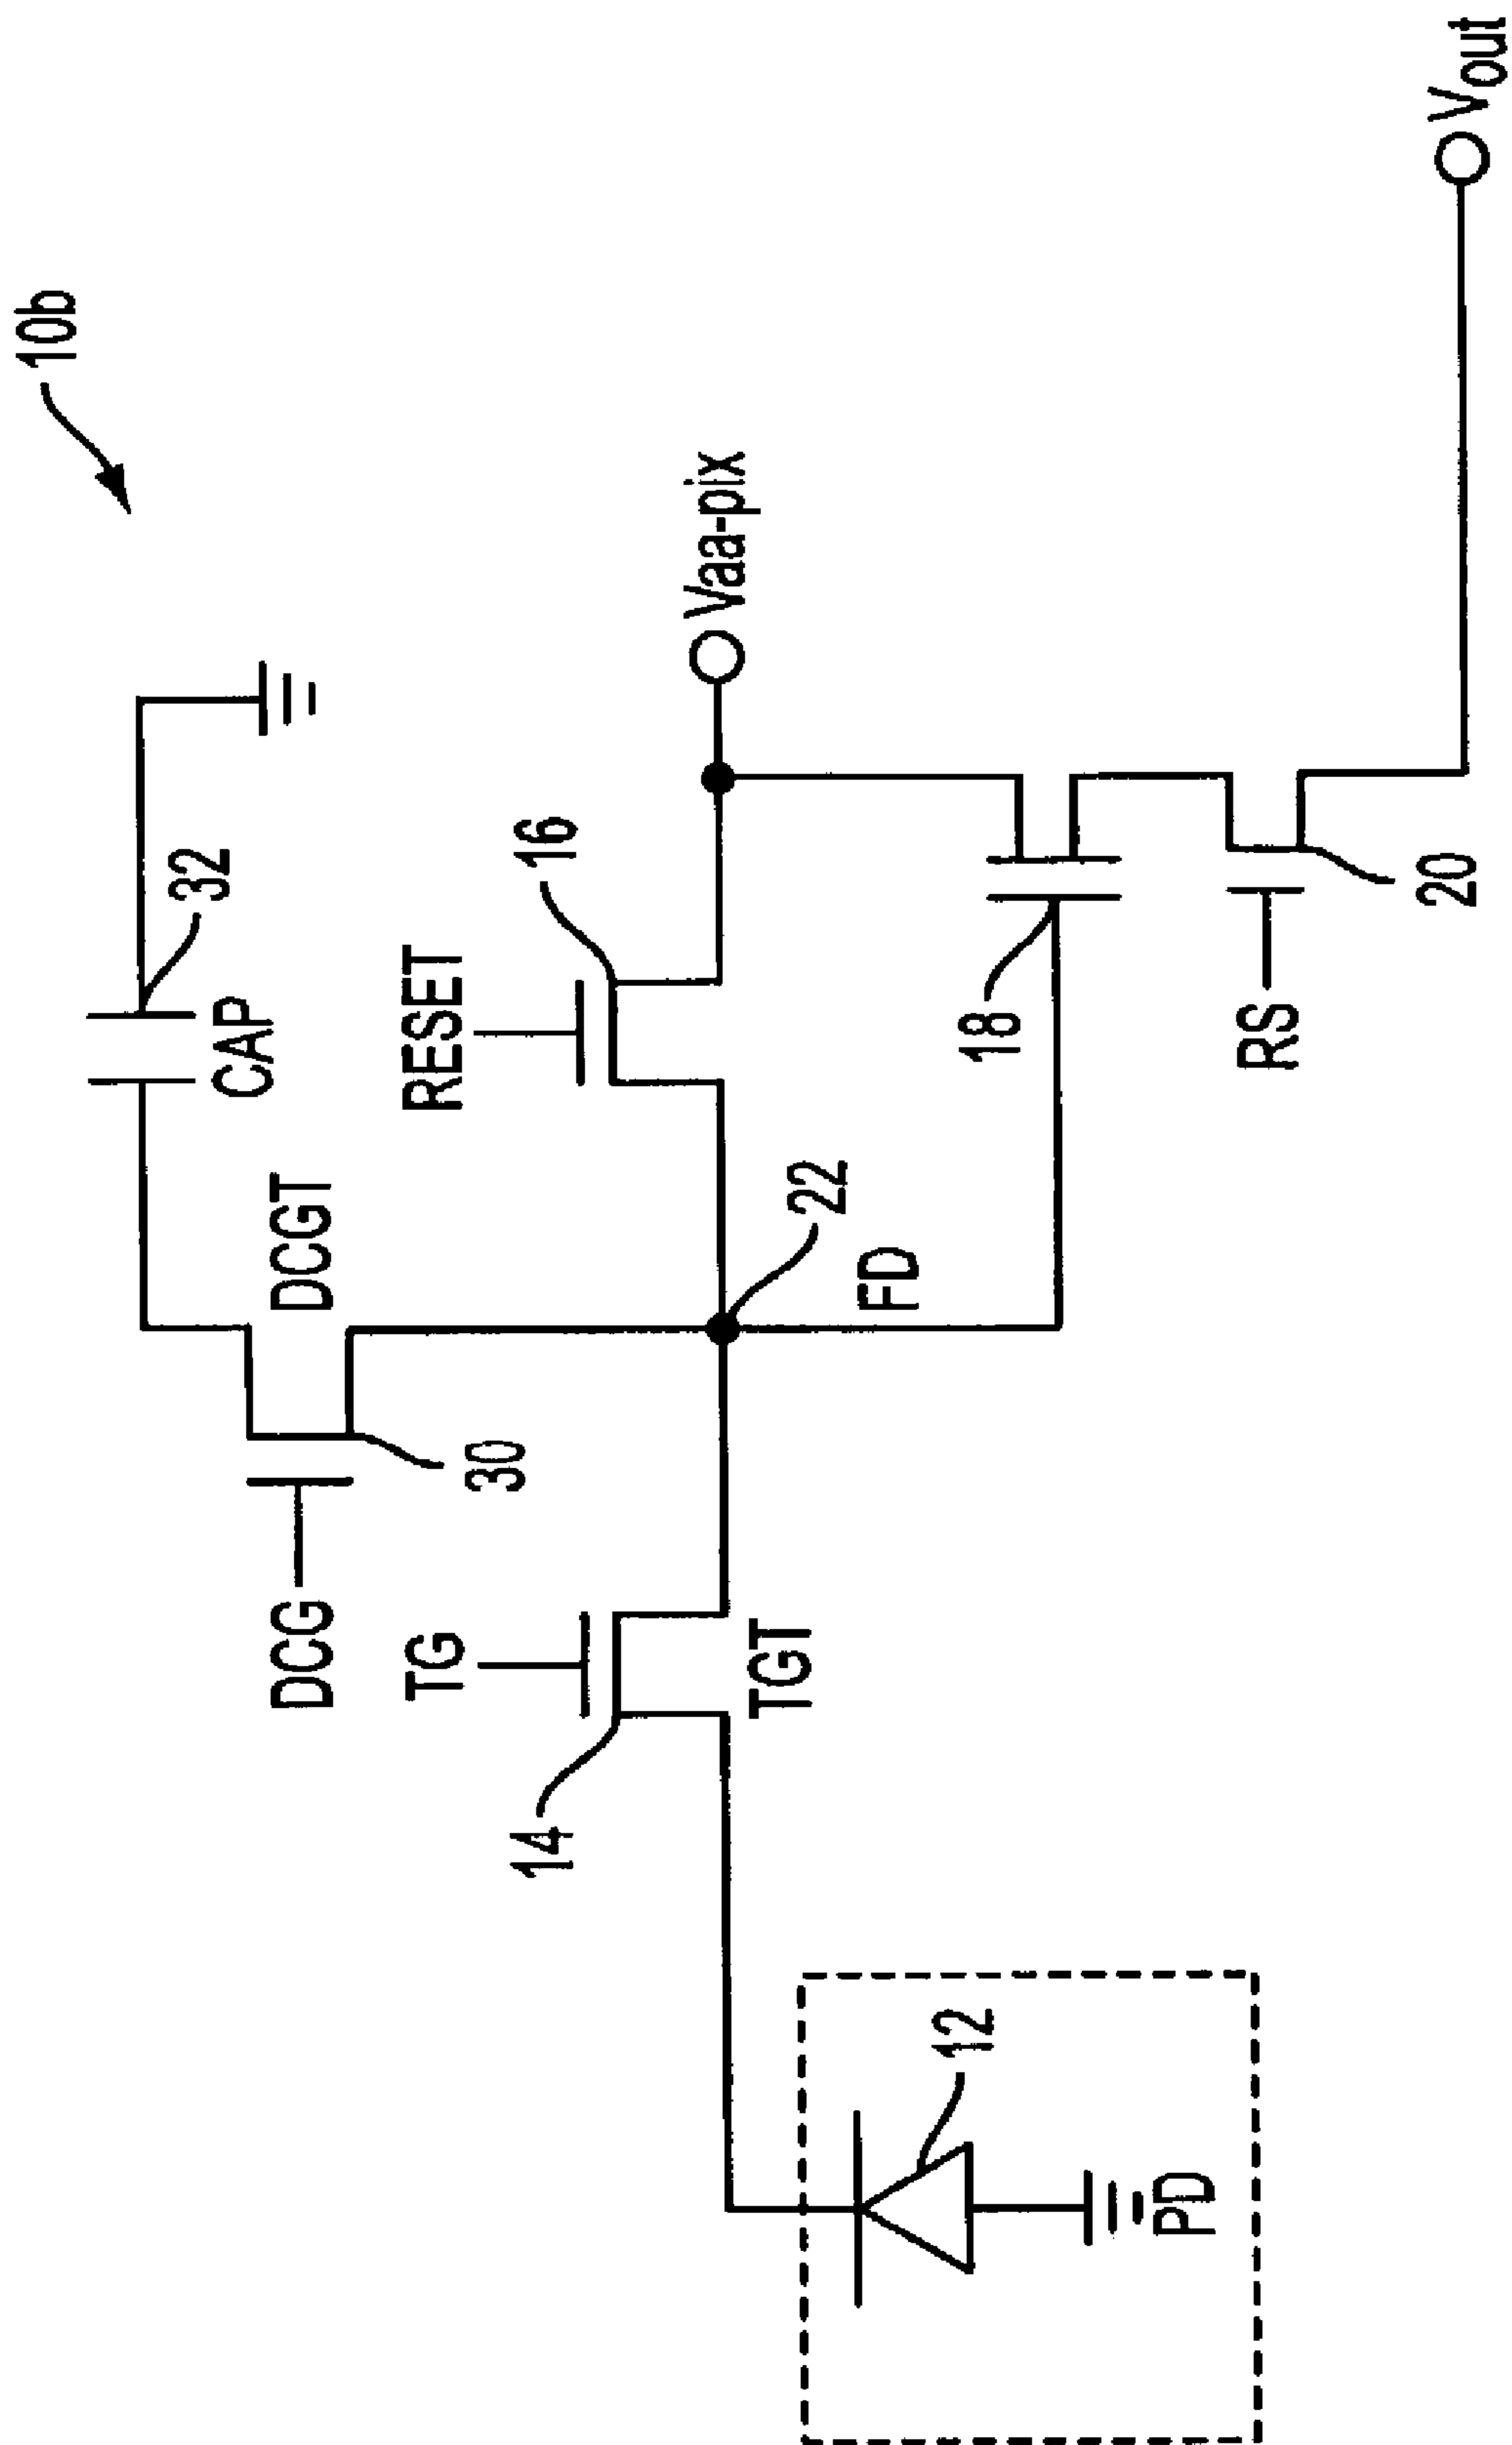 10b
32
CAP
DCGT
DCG
30
RESET
16
Vaa-pix
TG
14
TGT
22
FD
18
RS
20
Vout
12
PD